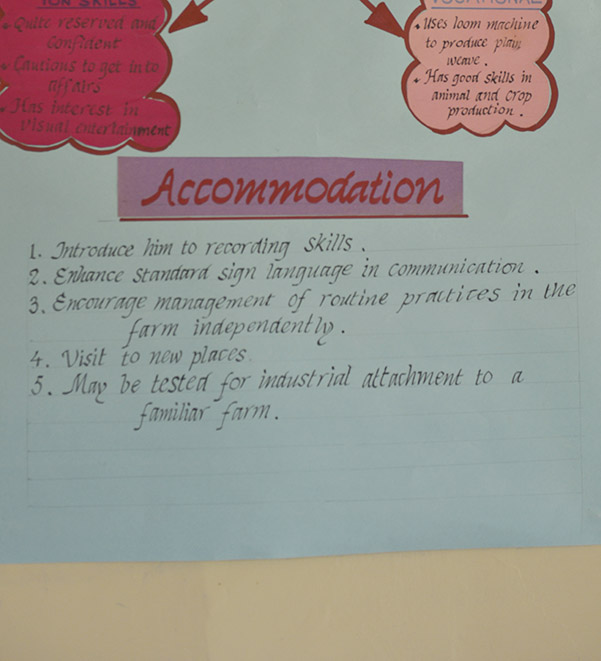 ION SKILLS
• Quite reserved and
confident
• Cautious to get into
affairs
• Has interest in
visual entertainment
VOCATIONAL
• Uses loom machine
to produce plain
weave.
• Has good skills in
animal and crop
production.
Accommodation
1. Introduce him to recording skills.
2. Enhance standard sign language in communication.
3. Encourage management of routine practices in the
farm independently.
4. Visit to new places.
5. May be tested for industrial attachment to a
familiar farm.